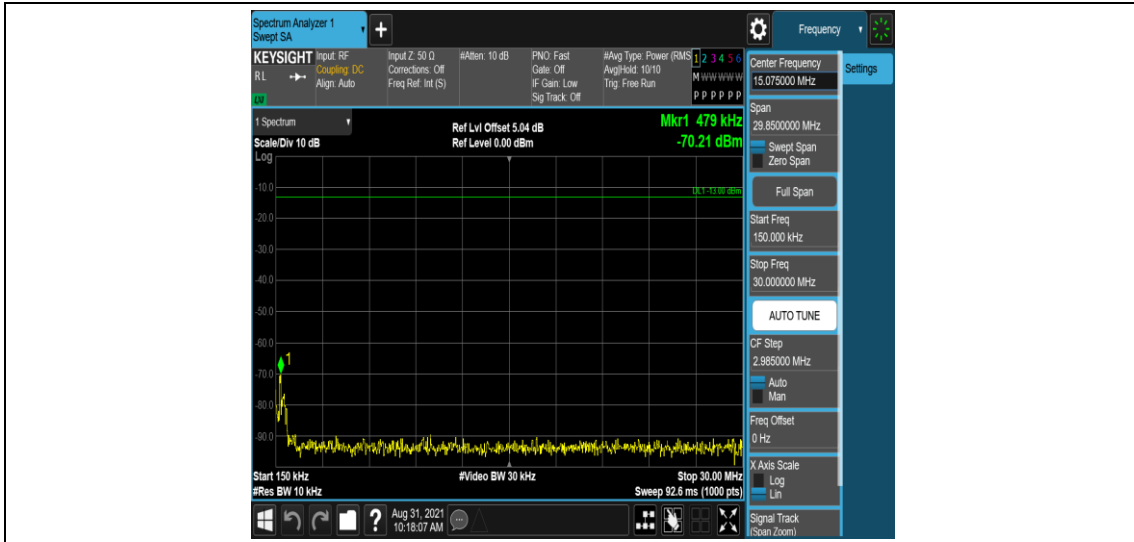 Spectrum Analyzer 1
Swept SA
Frequency
KEYSIGHT
RL
Input: RF
Coupling: DC
Align: Auto
Input Z: 50 Ω
Corrections: Off
Freq Ref: Int (S)
#Atten: 10 dB
PNO: Fast
Gate: Off
IF Gain: Low
Sig Track: Off
#Avg Type: Power (RMS
Avg|Hold: 10/10
Trig: Free Run
1 2 3 4 5 6
M W W W W W
P P P P P P
1 Spectrum
Scale/Div 10 dB
Log
Ref Lvl Offset 5.04 dB
Ref Level 0.00 dBm
Mkr1 479 kHz
-70.21 dBm
DL1 -13.00 dBm
-10.0
-20.0
-30.0
-40.0
-50.0
-60.0
-70.0
-80.0
-90.0
1
Start 150 kHz
#Res BW 10 kHz
#Video BW 30 kHz
Stop 30.00 MHz
Sweep 92.6 ms (1000 pts)
?
Aug 31, 2021
10:18:07 AM
Center Frequency
15.075000 MHz
Settings
Span
29.8500000 MHz
Swept Span
Zero Span
Full Span
Start Freq
150.000 kHz
Stop Freq
30.000000 MHz
AUTO TUNE
CF Step
2.985000 MHz
Auto
Man
Freq Offset
0 Hz
X Axis Scale
Log
Lin
Signal Track
(Span Zoom)